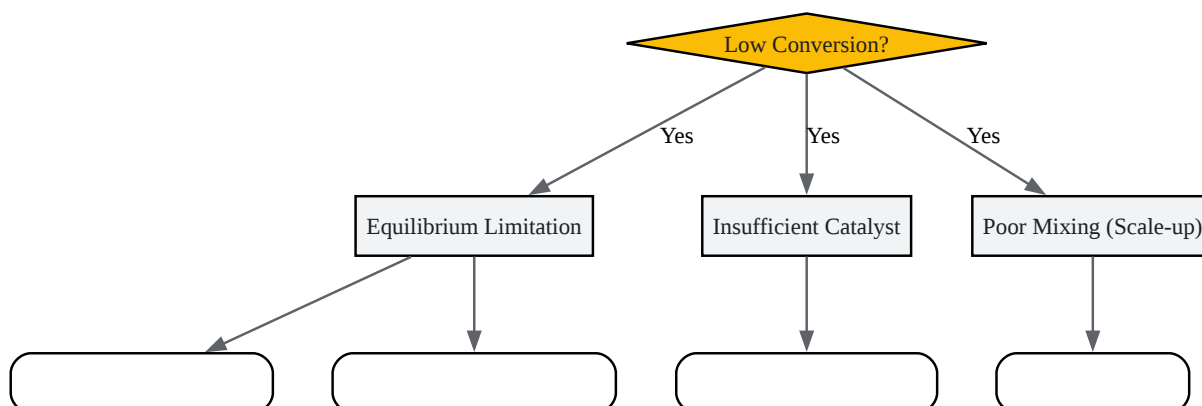 Low Conversion?
Yes
Yes
Yes
Equilibrium Limitation
Insufficient Catalyst
Poor Mixing (Scale-up)